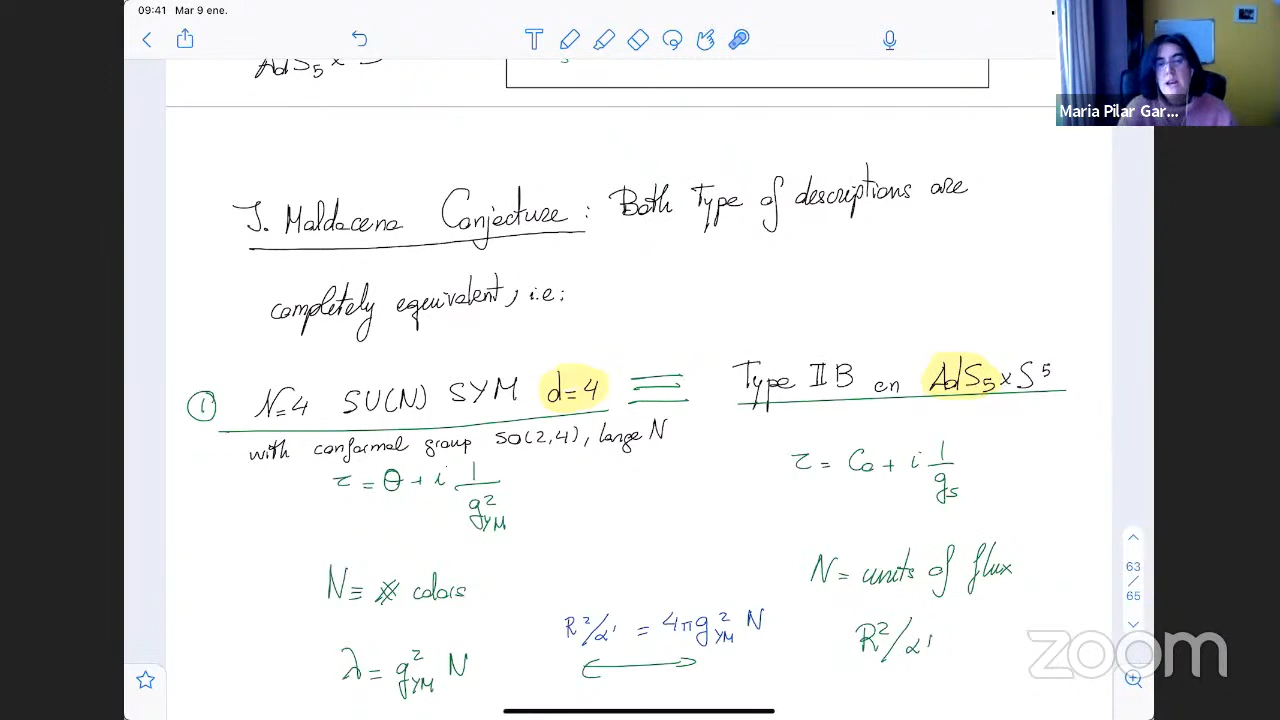 09:41 Mar 9 ene.
Maria Pilar Gar...
AdS₅ x S
J. Maldacena Conjecture: Both Type of descriptions are
completely equivalent, i.e:
① N=4 SU(N) SYM d=4 ≡ Type IIB en AdS₅xS⁵
with conformal group SO(2,4), large N
τ = θ + i 1/g²YM
τ = C₀ + i 1/gs
N ≡ # colors
N = units of flux
R²/α' = 4πg²YM N
R²/α'
λ = g²YM N
63
/
65
zoom